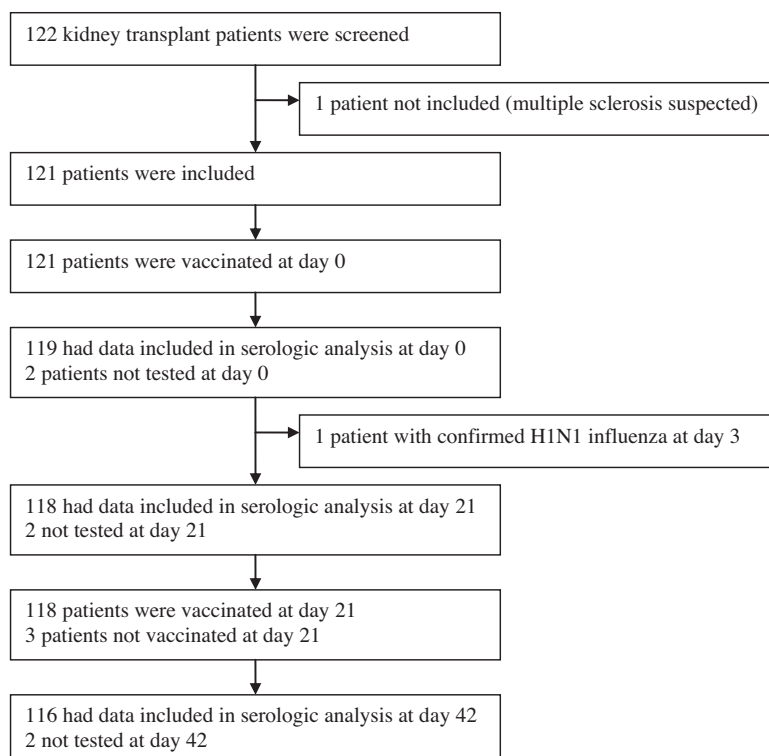 122 kidney transplant patients were screened
1 patient not included (multiple sclerosis suspected)
121 patients were included
121 patients were vaccinated at day 0
119 had data included in serologic analysis at day 0
2 patients not tested at day 0
1 patient with confirmed H1N1 influenza at day 3
118 had data included in serologic analysis at day 21
2 not tested at day 21
118 patients were vaccinated at day 21
3 patients not vaccinated at day 21
116 had data included in serologic analysis at day 42
2 not tested at day 42